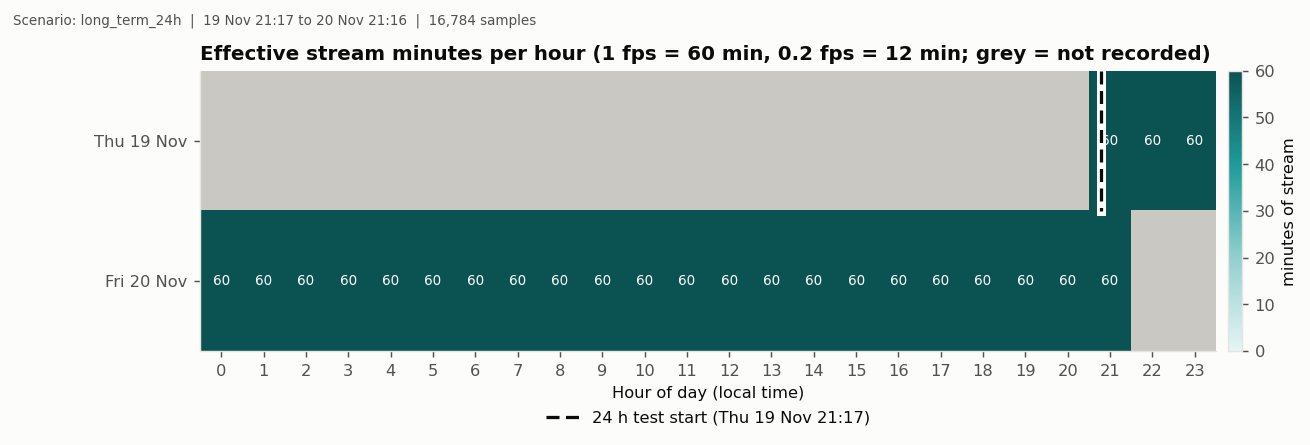 Scenario: long_term_24h | 19 Nov 21:17 to 20 Nov 21:16 | 16,784 samples
Effective stream minutes per hour (1 fps = 60 min, 0.2 fps = 12 min; grey = not recorded)
Thu 19 Nov 60 60 60
Fri 20 Nov 60 60 60 60 60 60 60 60 60 60 60 60 60 60 60 60 60 60 60 60 60 60
0 1 2 3 4 5 6 7 8 9 10 11 12 13 14 15 16 17 18 19 20 21 22 23
Hour of day (local time)
24 h test start (Thu 19 Nov 21:17)
60
50
40
30
20
10
0
minutes of stream